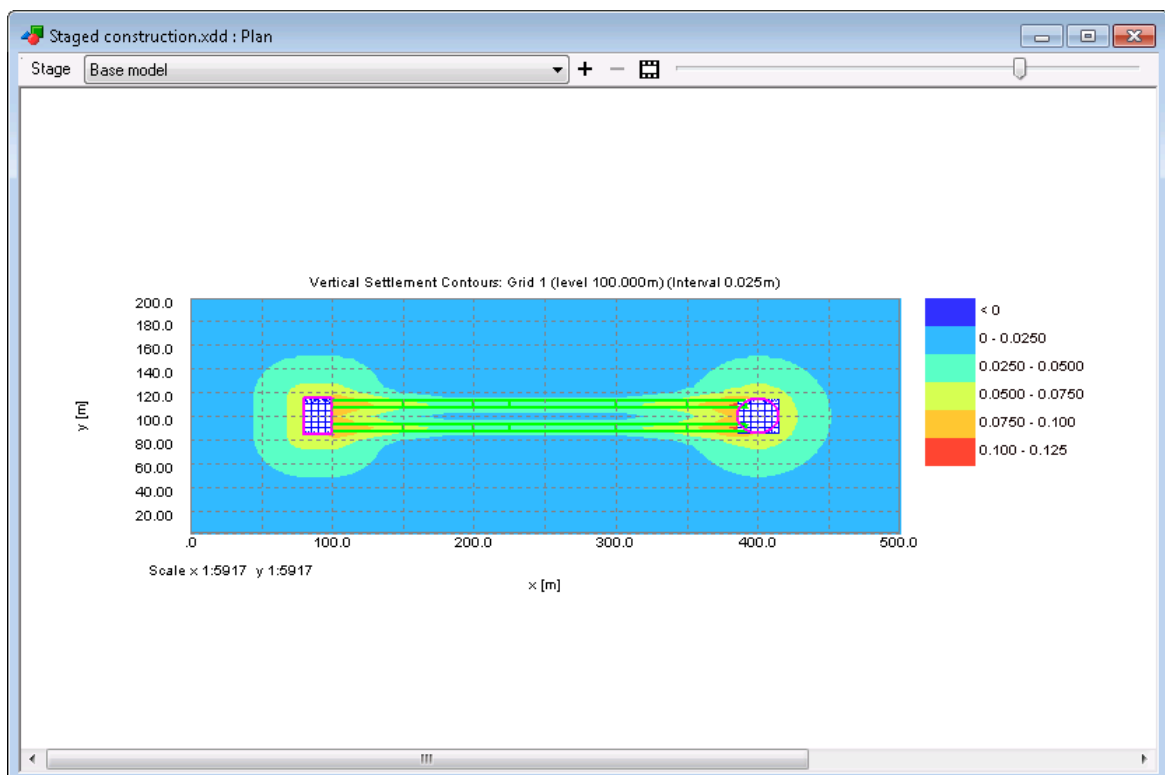 Staged construction.xdd : Plan
Stage Base model
Vertical Settlement Contours: Grid 1 (level 100.000m) (Interval 0.025m)
200.0
180.0
160.0
140.0
120.0
100.0
80.00
60.00
40.00
20.00
y [m]
.0 100.0 200.0 300.0 400.0 500.0
Scale x 1:5917 y 1:5917
x [m]
< 0
0 - 0.0250
0.0250 - 0.0500
0.0500 - 0.0750
0.0750 - 0.100
0.100 - 0.125